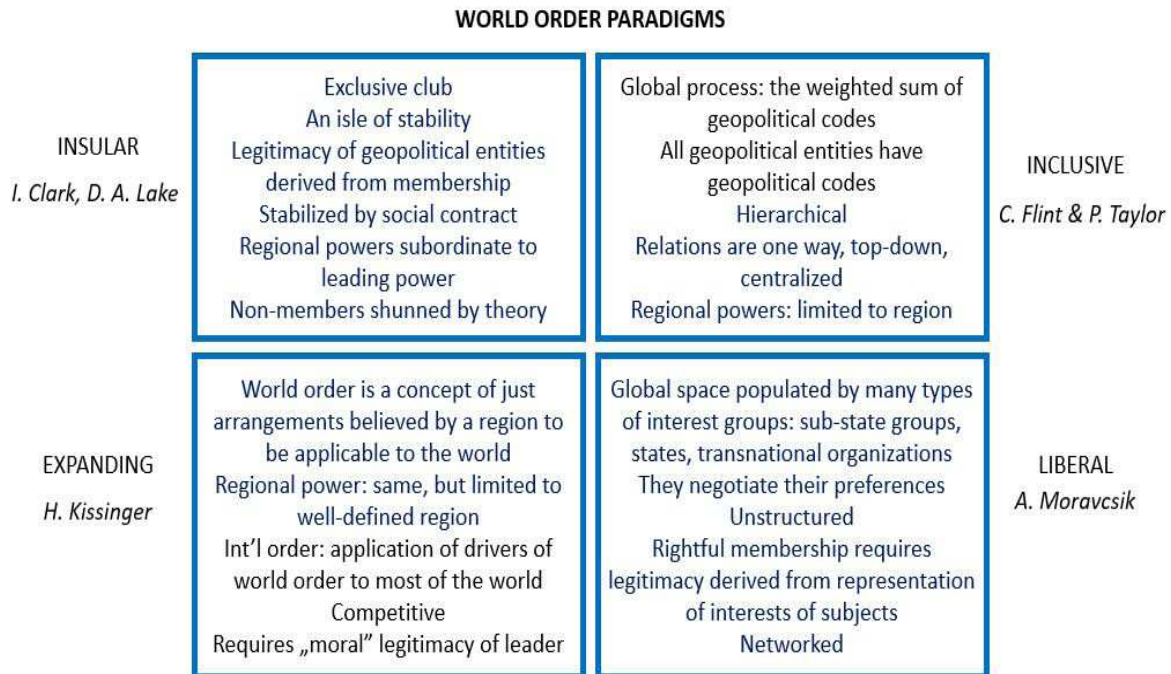 WORLD ORDER PARADIGMS
INSULAR
I. Clark, D. A. Lake
Exclusive club
An isle of stability
Legitimacy of geopolitical entities
derived from membership
Stabilized by social contract
Regional powers subordinate to
leading power
Non-members shunned by theory
Global process: the weighted sum of
geopolitical codes
All geopolitical entities have
geopolitical codes
Hierarchical
Relations are one way, top-down,
centralized
Regional powers: limited to region
INCLUSIVE
C. Flint & P. Taylor
EXPANDING
H. Kissinger
World order is a concept of just
arrangements believed by a region to
be applicable to the world
Regional power: same, but limited to
well-defined region
Int'l order: application of drivers of
world order to most of the world
Competitive
Requires „moral” legitimacy of leader
Global space populated by many types
of interest groups: sub-state groups,
states, transnational organizations
They negotiate their preferences
Unstructured
Rightful membership requires
legitimacy derived from representation
of interests of subjects
Networked
LIBERAL
A. Moravcsik